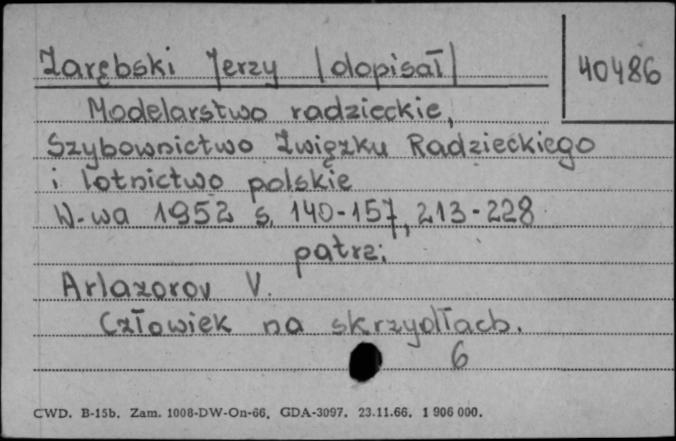 Zarębski Jerzy /dopisał/
40486
Modelarstwo radzieckie,
Szybownictwo Związku Radzieckiego
i lotnictwo polskie
W-wa 1952 s. 140-157, 213-228
patrz:
Arlazorov V.
Człowiek na skrzydłach.
6
CWD. B-15b. Zam. 1008-DW-On-66. GDA-3097. 23.11.66. 1 906 000.